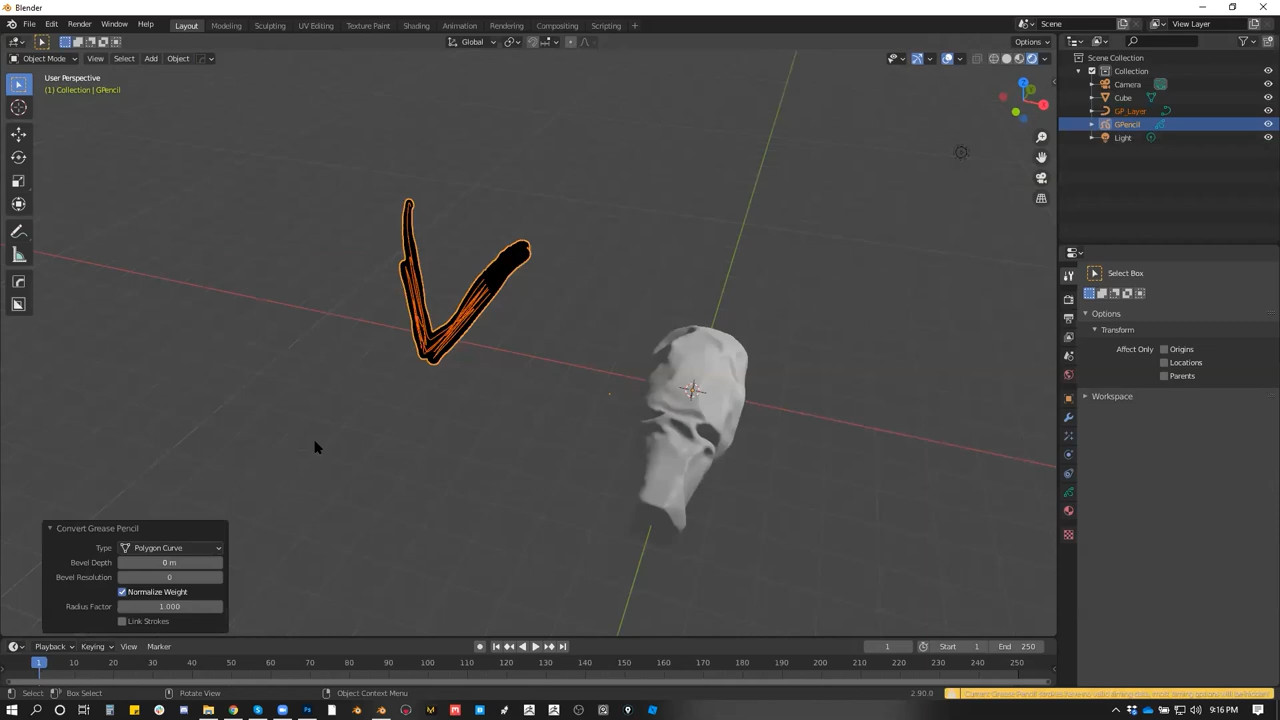 Blender
File Edit Render Window Help
Layout Modeling Sculpting UV Editing Texture Paint Shading Animation Rendering Compositing Scripting +
Scene
View Layer
Global
Options
Object Mode View Select Add Object
User Perspective
(1) Collection | GPencil
Scene Collection
Collection
Camera
Cube
GP_Layer
GPencil
Light
Select Box
Options
Transform
Affect Only Origins
Locations
Parents
Workspace
Convert Grease Pencil
Type Polygon Curve
Bevel Depth 0 m
Bevel Resolution 0
Normalize Weight
Radius Factor 1.000
Link Strokes
Playback Keying View Marker
1 Start 1 End 250
1 10 20 30 40 50 60 70 80 90 100 110 120 130 140 150 160 170 180 190 200 210 220 230 240 250
Select Box Select Rotate View Object Context Menu
2.90.0
9:16 PM